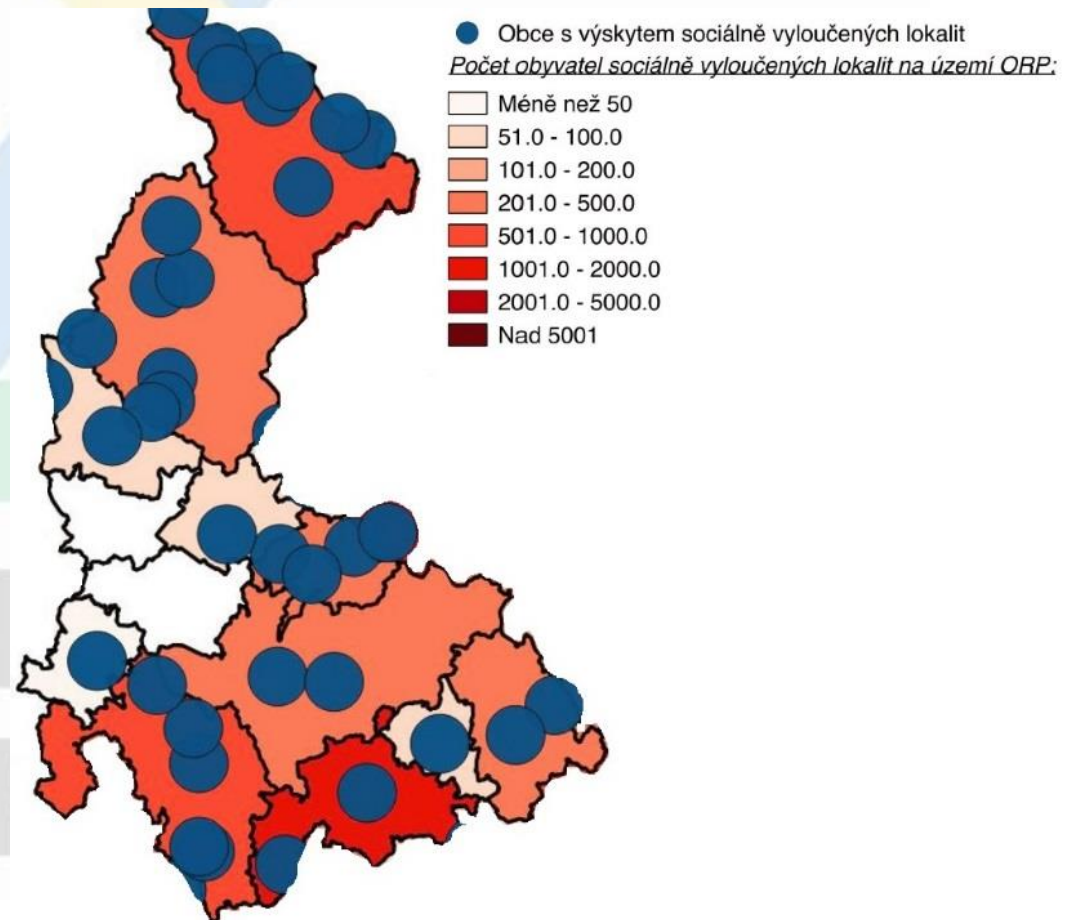 Obce s výskytem sociálně vyloučených lokalit
Počet obyvatel sociálně vyloučených lokalit na území ORP:
Méně než 50
51.0 - 100.0
101.0 - 200.0
201.0 - 500.0
501.0 - 1000.0
1001.0 - 2000.0
2001.0 - 5000.0
Nad 5001